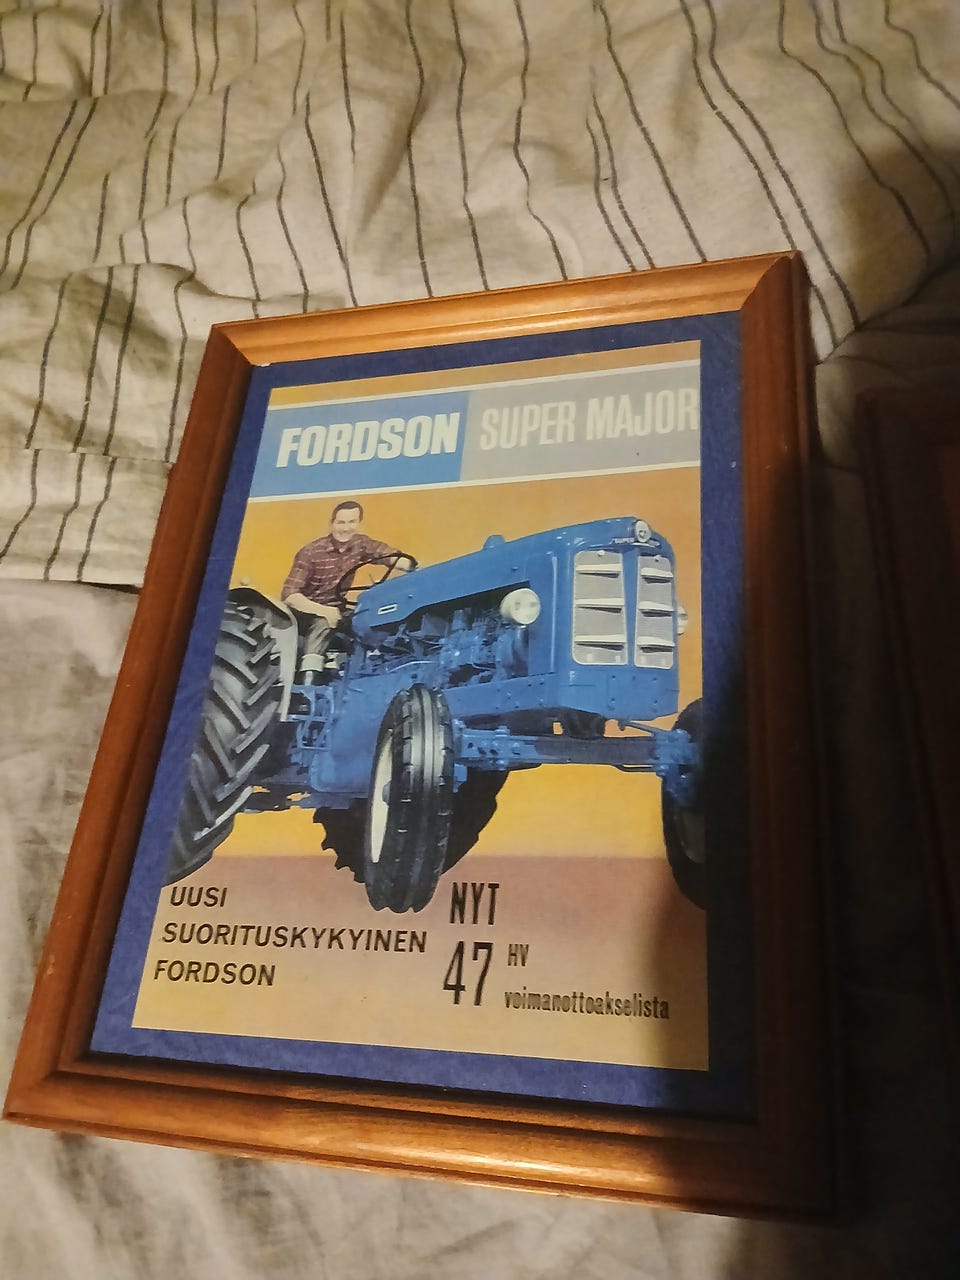 FORDSON SUPER MAJOR
UUSI
SUORITUSKYKYINEN
FORDSON
NYT
47 HV
voimanottoakselista